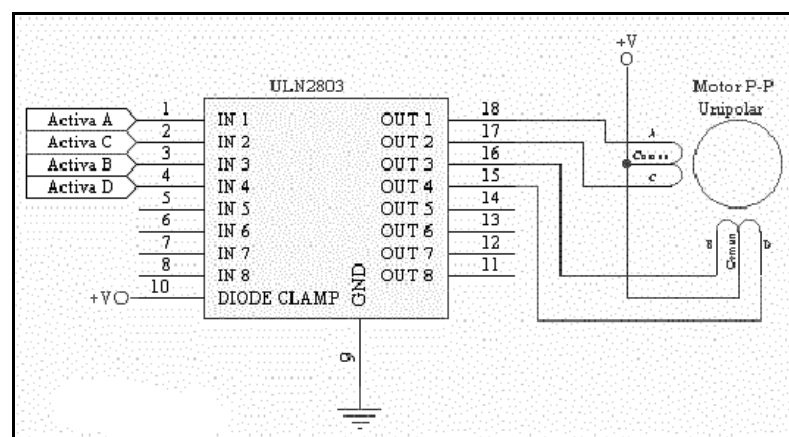 ULN2803
+V
Motor P-P
Unipolar
Activa A
Activa C
Activa B
Activa D
1
2
3
4
5
6
7
8
10
IN 1
IN 2
IN 3
IN 4
IN 5
IN 6
IN 7
IN 8
DIODE CLAMP
GND
OUT 1
OUT 2
OUT 3
OUT 4
OUT 5
OUT 6
OUT 7
OUT 8
18
17
16
15
14
13
12
11
A
Comun
C
B
Comun
D
+V
9